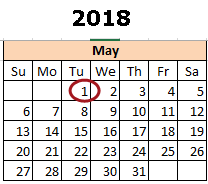 2018
May
Su Mo Tu We Th Fr Sa
1 2 3 4 5
6 7 8 9 10 11 12
13 14 15 16 17 18 19
20 21 22 23 24 25 26
27 28 29 30 31